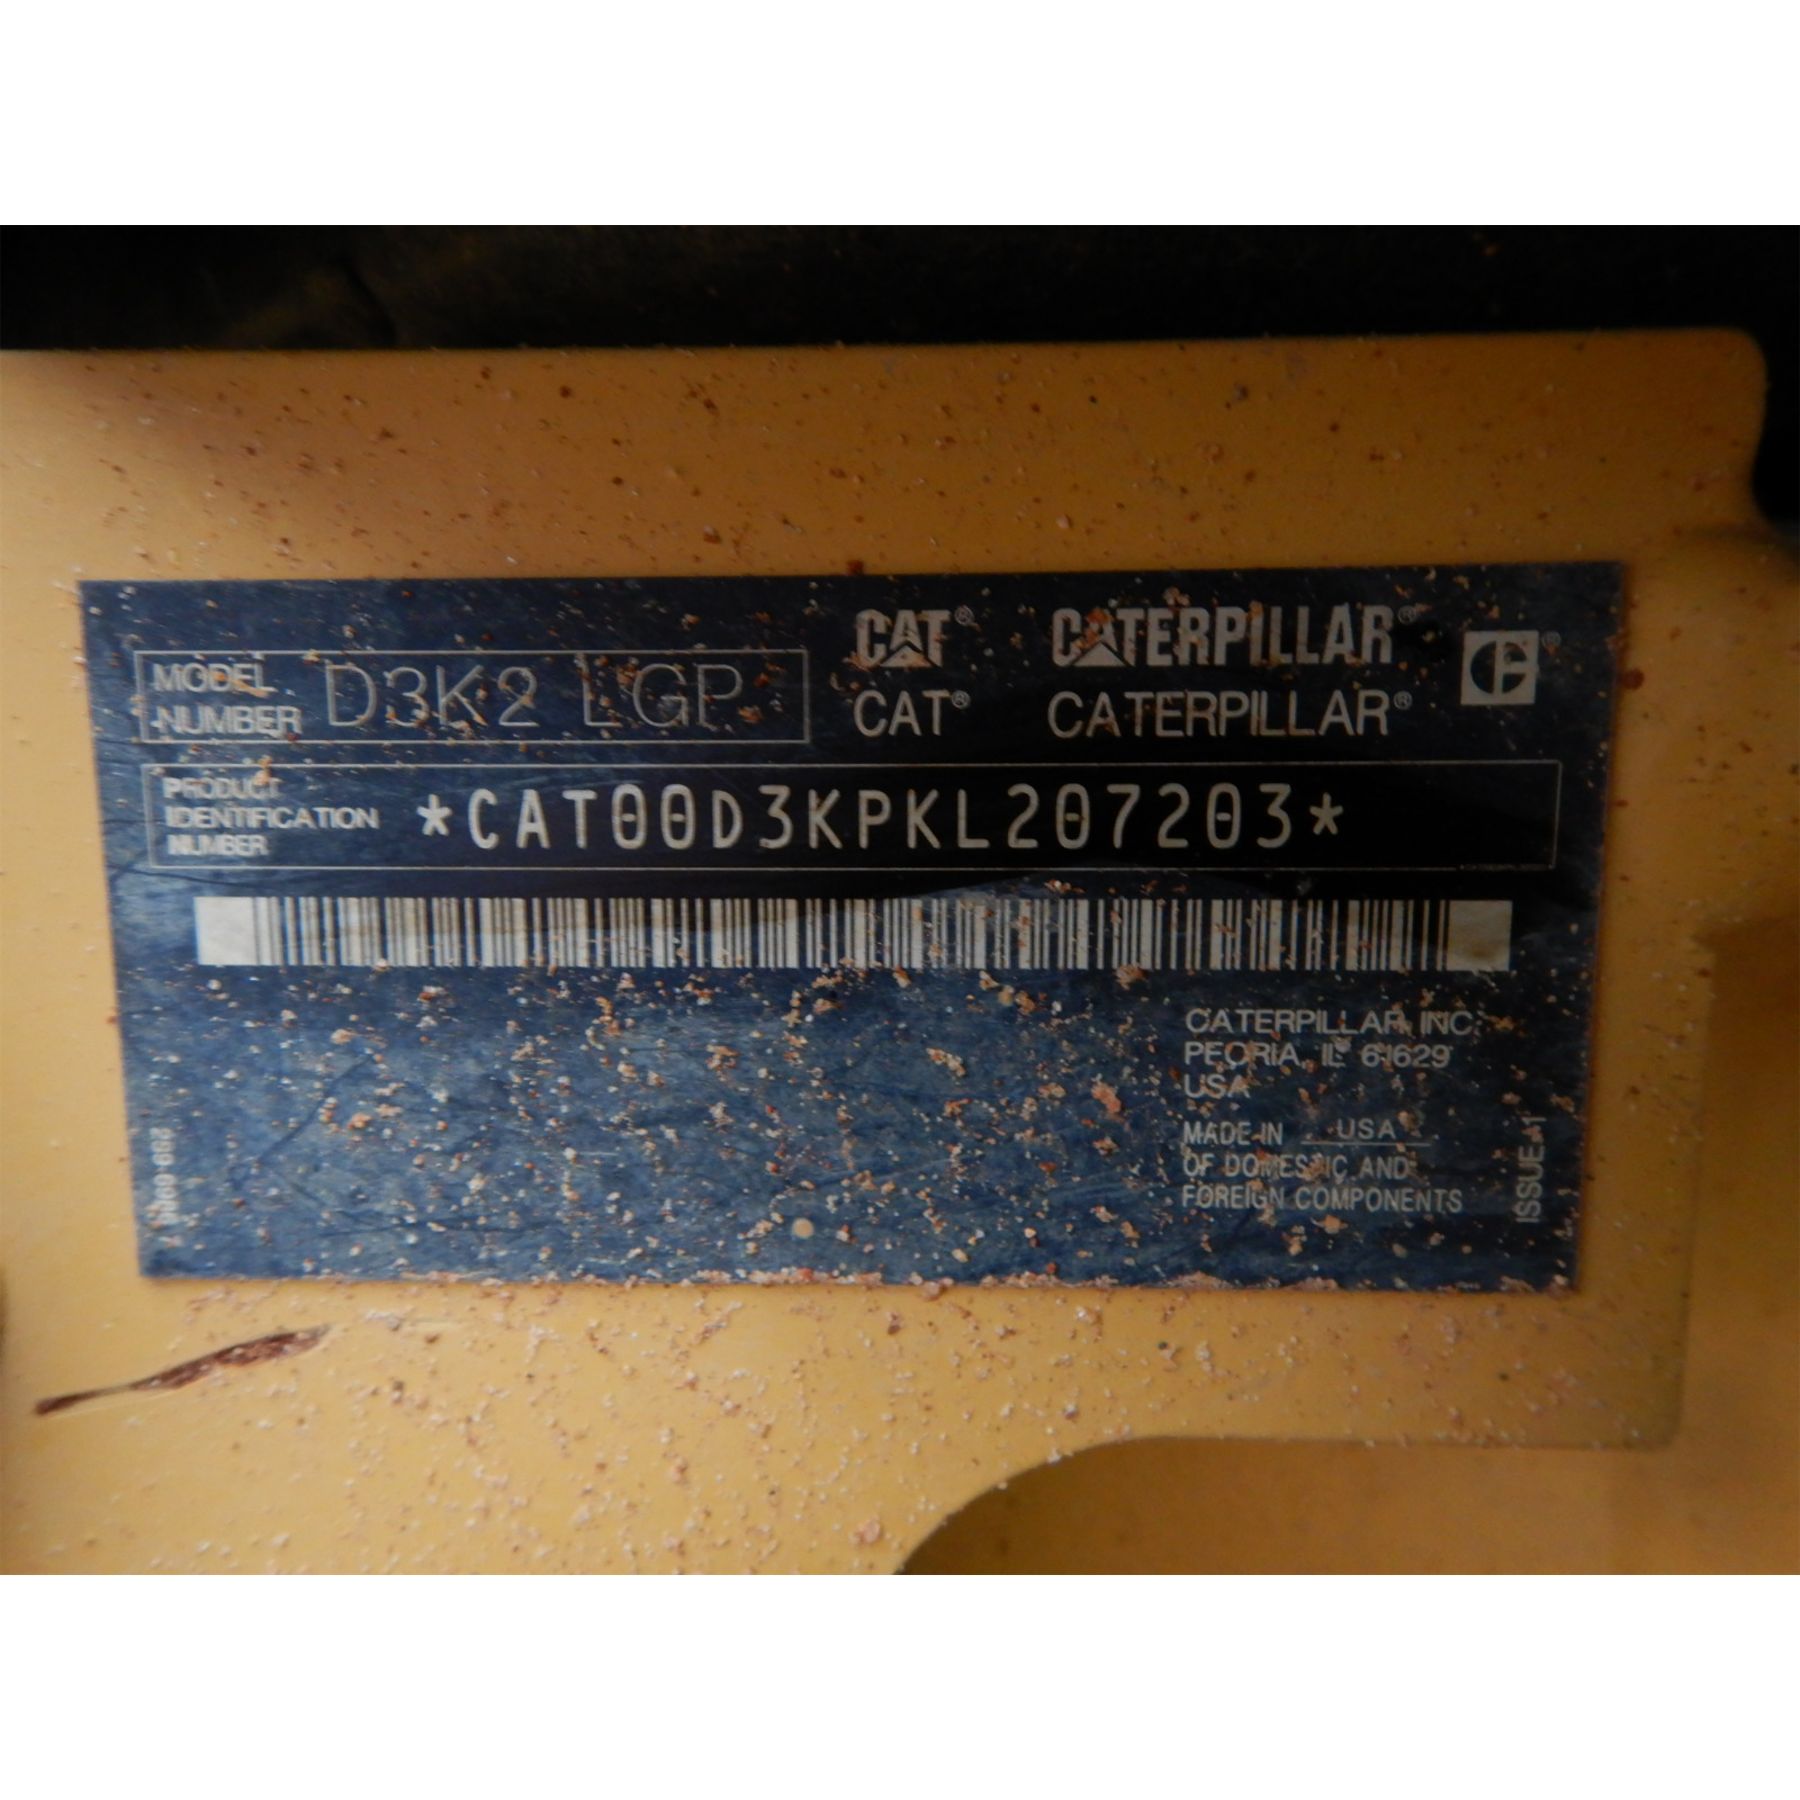 MODEL NUMBER D3K2 LGP
CAT® CATERPILLAR®
CAT® CATERPILLAR®
PRODUCT
IDENTIFICATION
NUMBER
*CAT00D3KPKL207203*
CATERPILLAR INC.
PEORIA, IL 61629
USA
MADE IN USA
OF DOMESTIC AND
FOREIGN COMPONENTS
ISSUE-1